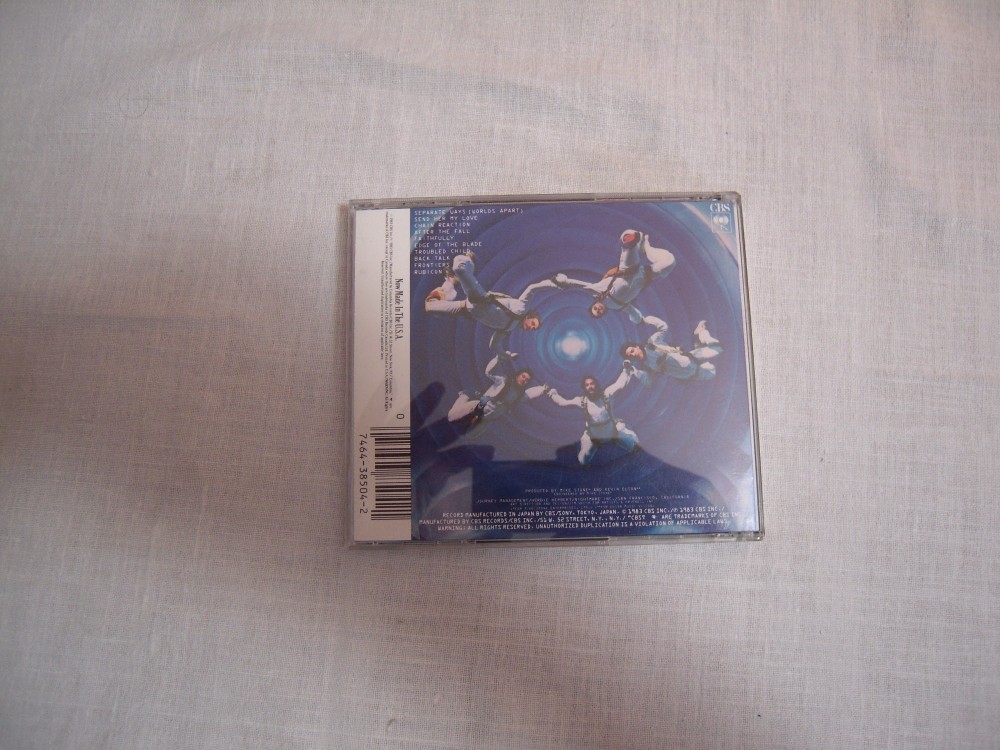 SEPARATE WAYS (WORLDS APART)
SEND HER MY LOVE
CHAIN REACTION
AFTER THE FALL
FAITHFULLY
EDGE OF THE BLADE
TROUBLED CHILD
BACK TALK
FRONTIERS
RUBICON
CBS
Now Made In The U.S.A.
0
7464-38504-2
PRODUCED BY MIKE STONE AND KEVIN ELSON
RECORD MANUFACTURED IN JAPAN BY CBS/SONY, TOKYO, JAPAN. © 1983 CBS INC./℗ 1983 CBS INC./
MANUFACTURED BY CBS RECORDS/CBS INC./51 W. 52 STREET, N.Y., N.Y./"CBS" ARE TRADEMARKS OF CBS INC.
WARNING: ALL RIGHTS RESERVED. UNAUTHORIZED DUPLICATION IS A VIOLATION OF APPLICABLE LAWS.